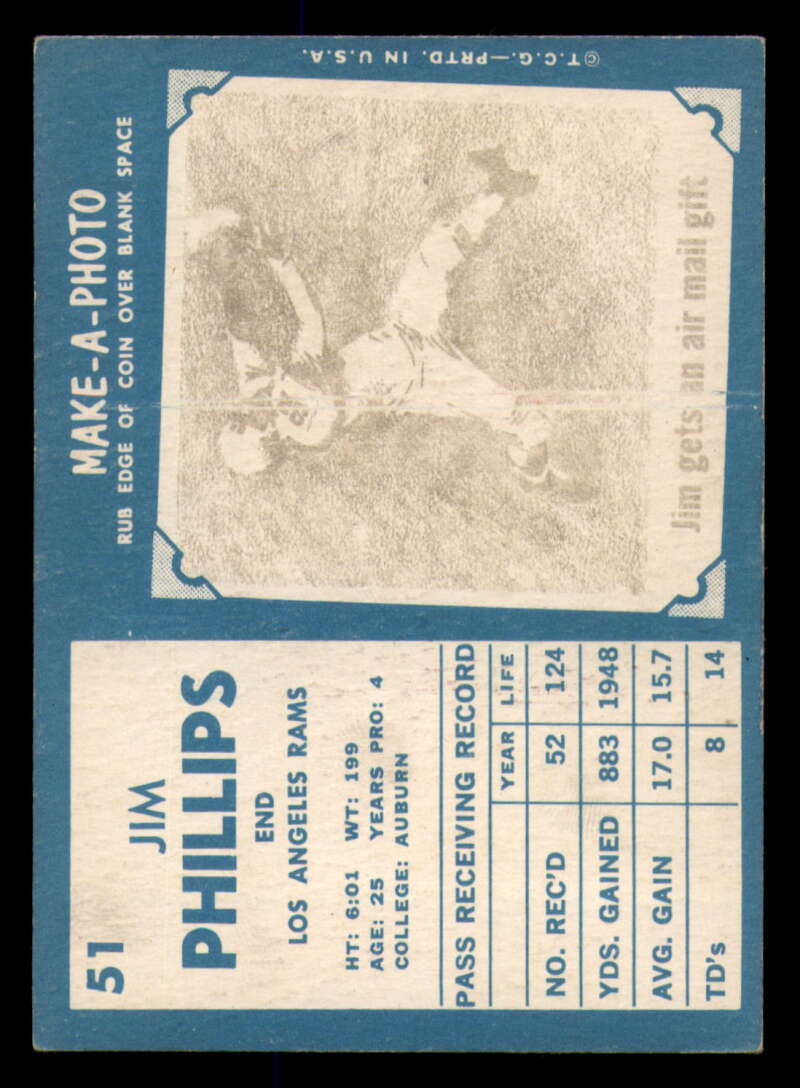 51
JIM
PHILLIPS
END
LOS ANGELES RAMS
HT: 6:01 WT: 199
AGE: 25 YEARS PRO: 4
COLLEGE: AUBURN
PASS RECEIVING RECORD
YEAR LIFE
NO. REC'D 52 124
YDS. GAINED 883 1948
AVG. GAIN 17.0 15.7
TD's 8 14
MAKE-A-PHOTO
RUB EDGE OF COIN OVER BLANK SPACE
Jim gets an air mail gift
©T.C.G.—PRTD. IN U.S.A.